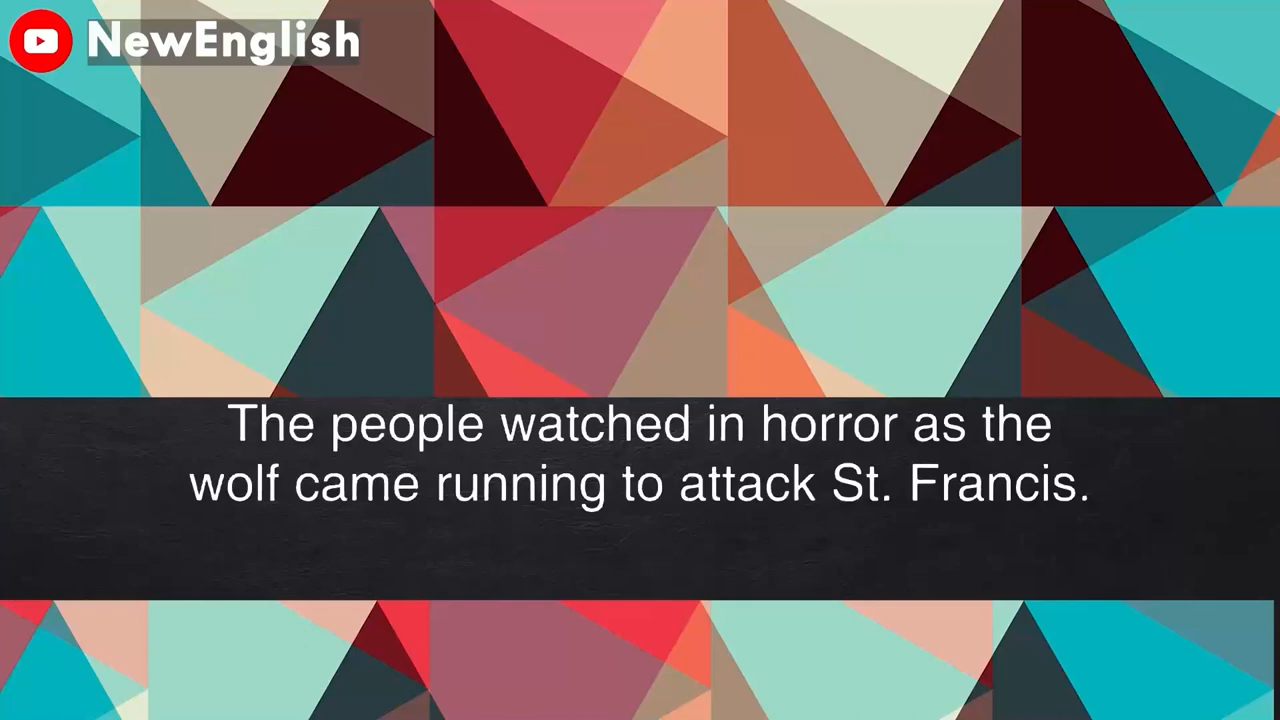 NewEnglish
The people watched in horror as the
wolf came running to attack St. Francis.